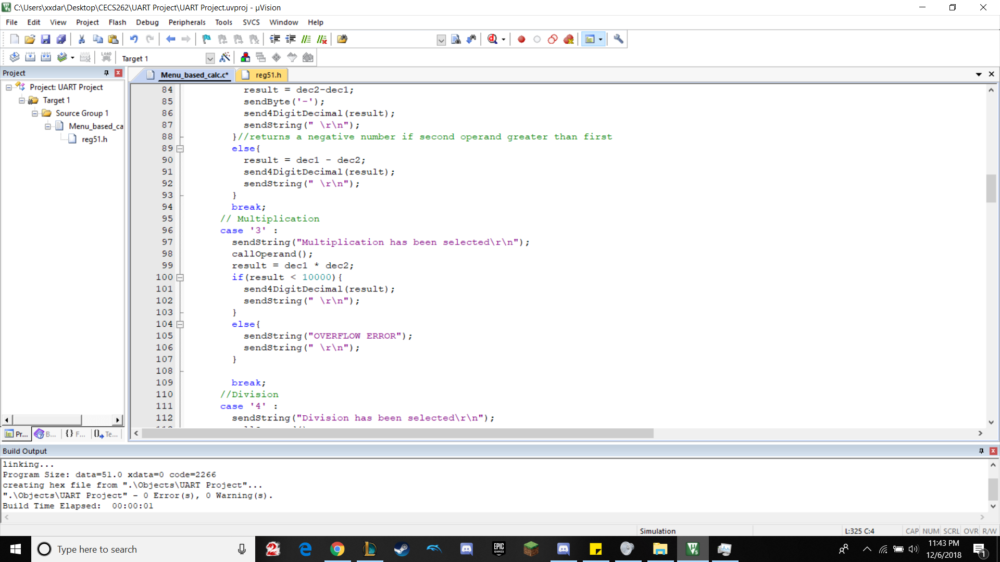 C:\Users\xxdar\Desktop\CECS262\UART Project\UART Project.uvproj - µVision
File Edit View Project Flash Debug Peripherals Tools SVCS Window Help
LOAD
Target 1
Project
Menu_based_calc.c*
reg51.h
Project: UART Project
Target 1
Source Group 1
Menu_based_ca
reg51.h
84 result = dec2-dec1;
85 sendByte('-');
86 send4DigitDecimal(result);
87 sendString(" \r\n");
88 }//returns a negative number if second operand greater than first
89 else{
90 result = dec1 - dec2;
91 send4DigitDecimal(result);
92 sendString(" \r\n");
93 }
94 break;
95 // Multiplication
96 case '3' :
97 sendString("Multiplication has been selected\r\n");
98 callOperand();
99 result = dec1 * dec2;
100 if(result < 10000){
101 send4DigitDecimal(result);
102 sendString(" \r\n");
103 }
104 else{
105 sendString("OVERFLOW ERROR");
106 sendString(" \r\n");
107 }
108
109 break;
110 //Division
111 case '4' :
112 sendString("Division has been selected\r\n");
Pr... B... {} F... Te...
Build Output
linking...
Program Size: data=51.0 xdata=0 code=2266
creating hex file from ".\Objects\UART Project"...
".\Objects\UART Project" - 0 Error(s), 0 Warning(s).
Build Time Elapsed:  00:00:01
Simulation
L:325 C:4
CAP NUM SCRL OVR R/W
Type here to search
EPIC GAMES
11:43 PM
12/6/2018
1